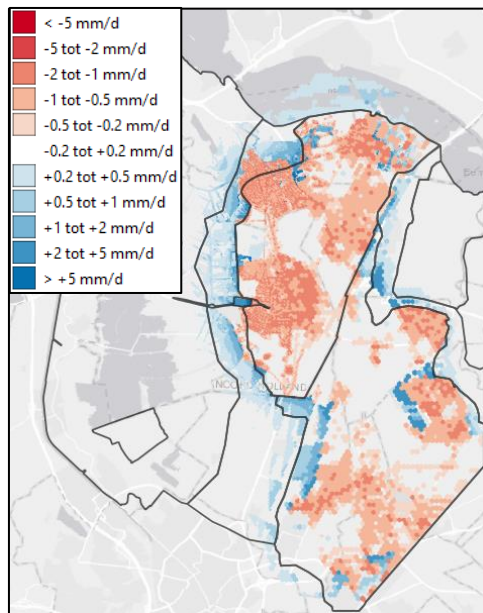 < -5 mm/d
-5 tot -2 mm/d
-2 tot -1 mm/d
-1 tot -0.5 mm/d
-0.5 tot -0.2 mm/d
-0.2 tot +0.2 mm/d
+0.2 tot +0.5 mm/d
+0.5 tot +1 mm/d
+1 tot +2 mm/d
+2 tot +5 mm/d
> +5 mm/d